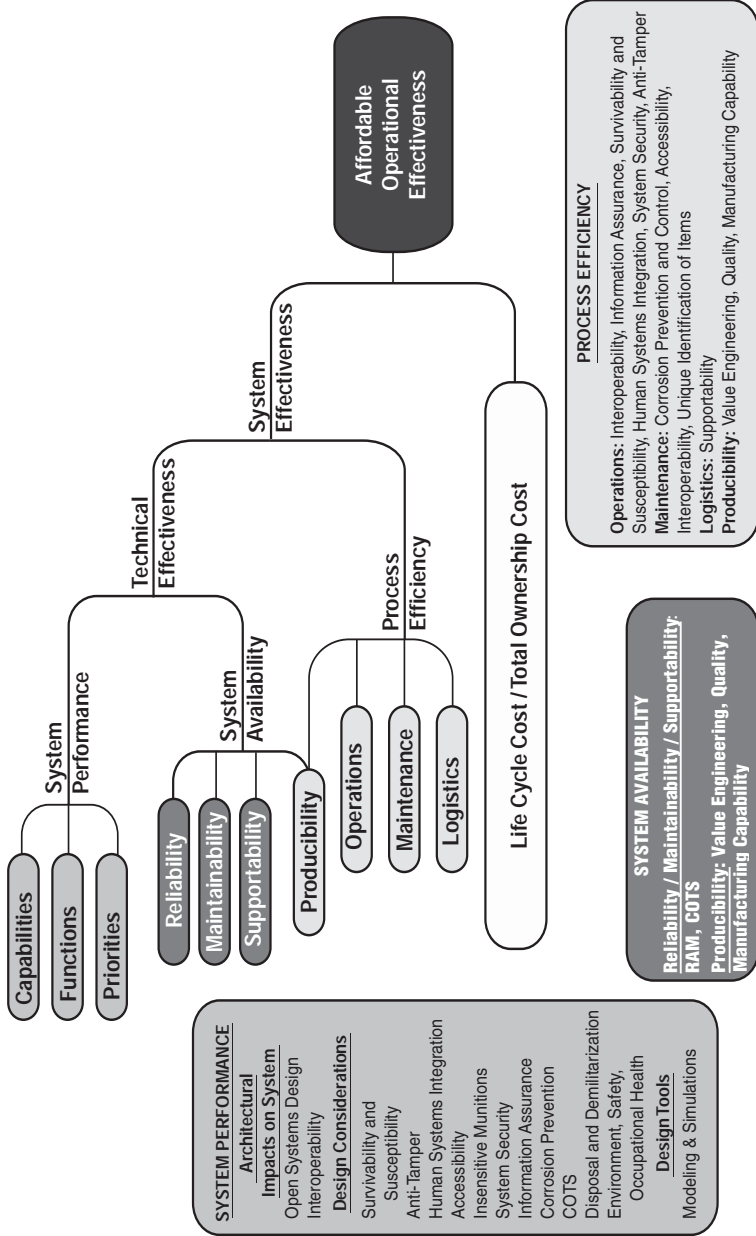 Capabilities
Functions
Priorities
System
Performance
Technical
Effectiveness
Reliability
Maintainability
Supportability
Producibility
System
Availability
System
Effectiveness
Operations
Maintenance
Logistics
Process
Efficiency
Affordable
Operational
Effectiveness
Life Cycle Cost / Total Ownership Cost
SYSTEM PERFORMANCE
Architectural
Impacts on System
Open Systems Design
Interoperability
Design Considerations
Survivability and
Susceptibility
Anti-Tamper
Human Systems Integration
Accessibility
Insensitive Munitions
System Security
Information Assurance
Corrosion Prevention
COTS
Disposal and Demilitarization
Environment, Safety,
Occupational Health
Design Tools
Modeling & Simulations
SYSTEM AVAILABILITY
Reliability / Maintainability / Supportability:
RAM, COTS
Producibility: Value Engineering, Quality,
Manufacturing Capability
PROCESS EFFICIENCY
Operations: Interoperability, Information Assurance, Survivability and
Susceptibility, Human Systems Integration, System Security, Anti-Tamper
Maintenance: Corrosion Prevention and Control, Accessibility,
Interoperability, Unique Identification of Items
Logistics: Supportability
Producibility: Value Engineering, Quality, Manufacturing Capability